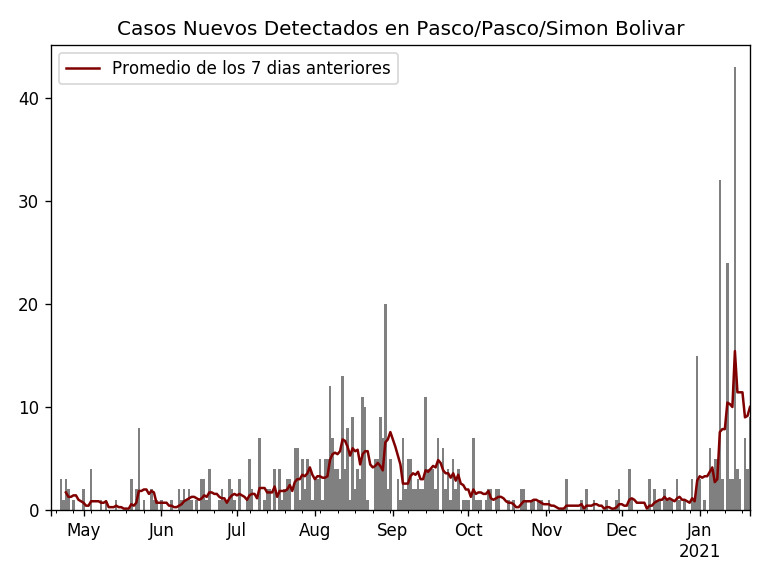 Casos Nuevos Detectados en Pasco/Pasco/Simon Bolivar
Promedio de los 7 dias anteriores
40
30
20
10
0
May Jun Jul Aug Sep Oct Nov Dec Jan
2021